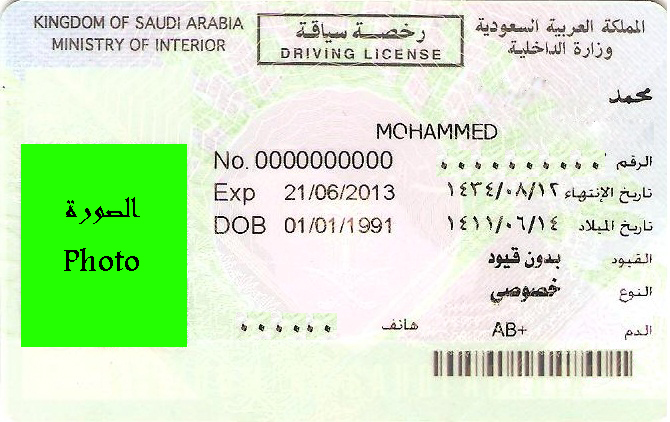 KINGDOM OF SAUDI ARABIA
MINISTRY OF INTERIOR
رخصة سياقة
DRIVING LICENSE
المملكة العربية السعودية
وزارة الداخلية
محمد
MOHAMMED
No. 0000000000
الرقم ٠٠٠٠٠٠٠٠٠٠
Exp 21/06/2013
تاريخ الإنتهاء ١٤٣٤/٠٨/١٢
DOB 01/01/1991
تاريخ الميلاد ١٤١١/٠٦/١٤
القيود بدون قيود
النوع خصوصي
الدم AB+
هاتف ٠٠٠٠٠٠
الصورة
Photo